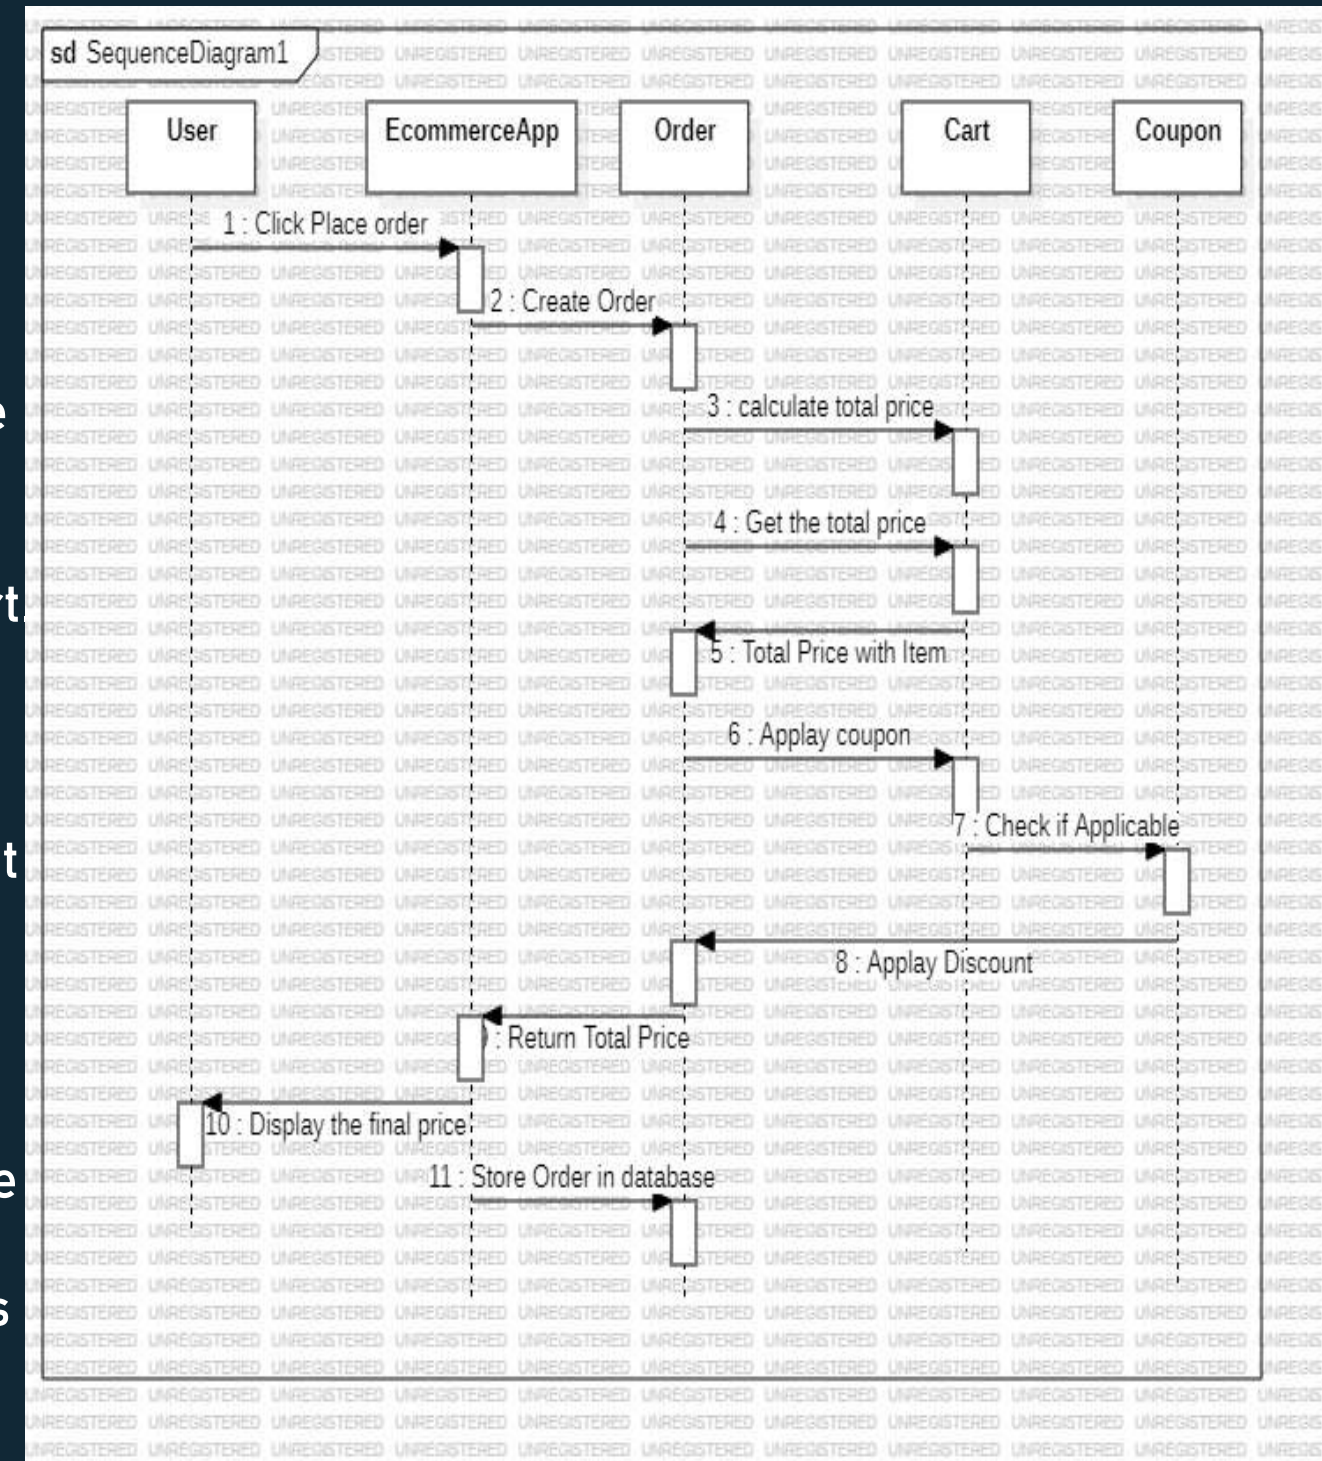 sd SequenceDiagram1
User
EcommerceApp
Order
Cart
Coupon
1 : Click Place order
2 : Create Order
3 : calculate total price
4 : Get the total price
5 : Total Price with Item
6 : Applay coupon
7 : Check if Applicable
8 : Applay Discount
: Return Total Price
10 : Display the final price
11 : Store Order in database
UNREGISTERED